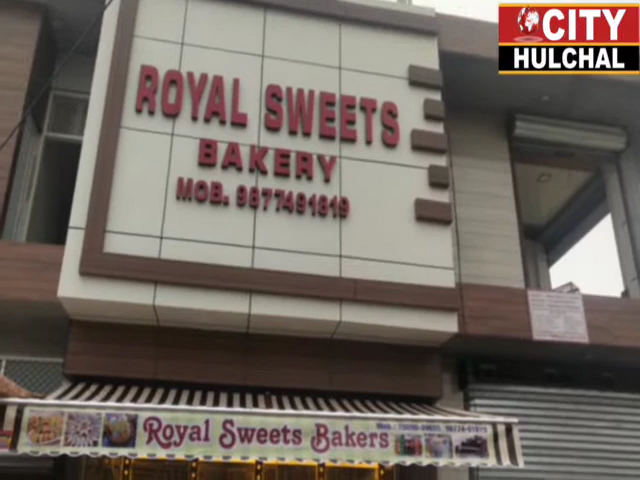 CITY
HULCHAL
ROYAL SWEETS
BAKERY
MOB. 9877491819
Royal Sweets Bakers